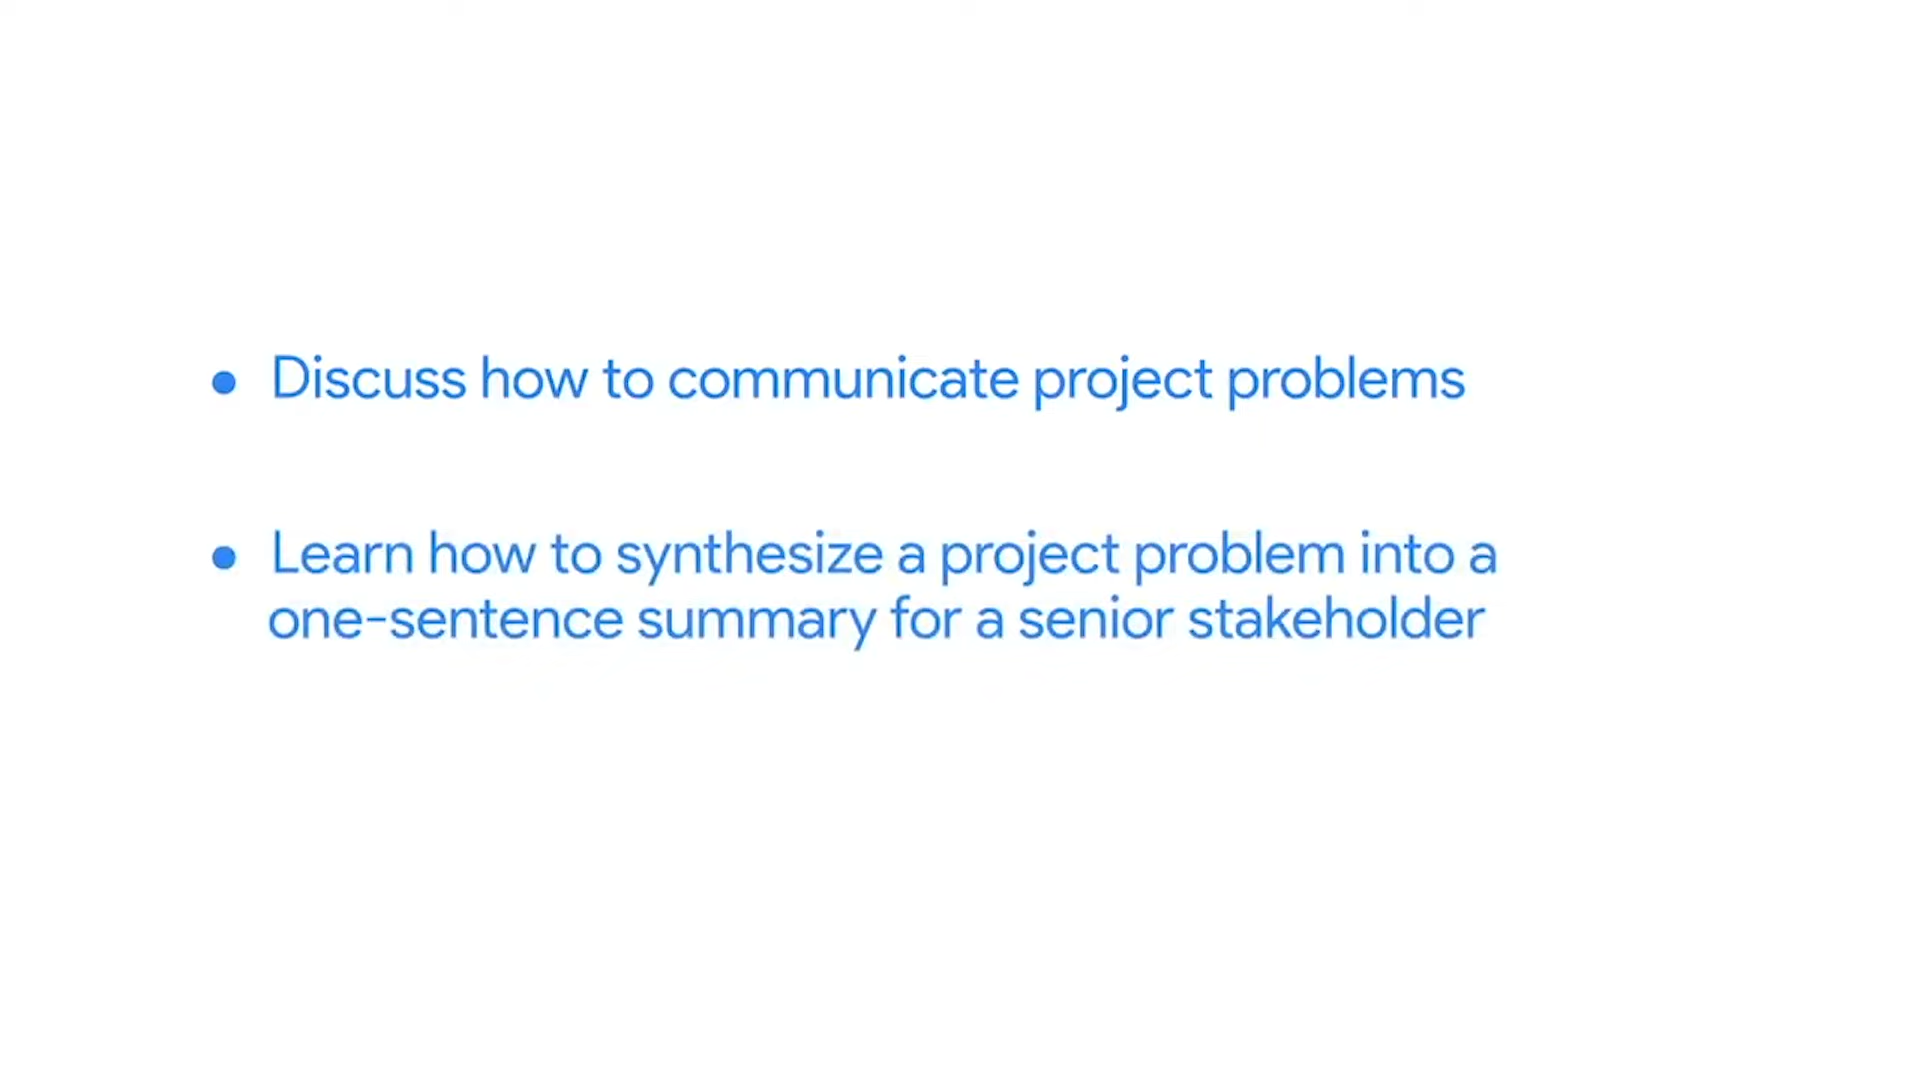 • Discuss how to communicate project problems
• Learn how to synthesize a project problem into a
one-sentence summary for a senior stakeholder